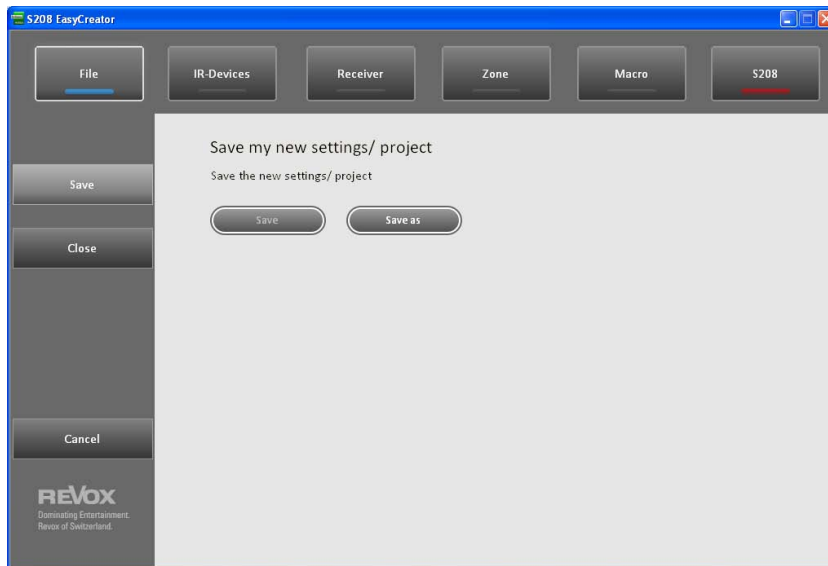 S208 EasyCreator
File
IR-Devices
Receiver
Zone
Macro
S208
Save
Close
Cancel
Save my new settings/ project
Save the new settings/ project
Save
Save as
REVOX
Dominating Entertainment.
Revox of Switzerland.